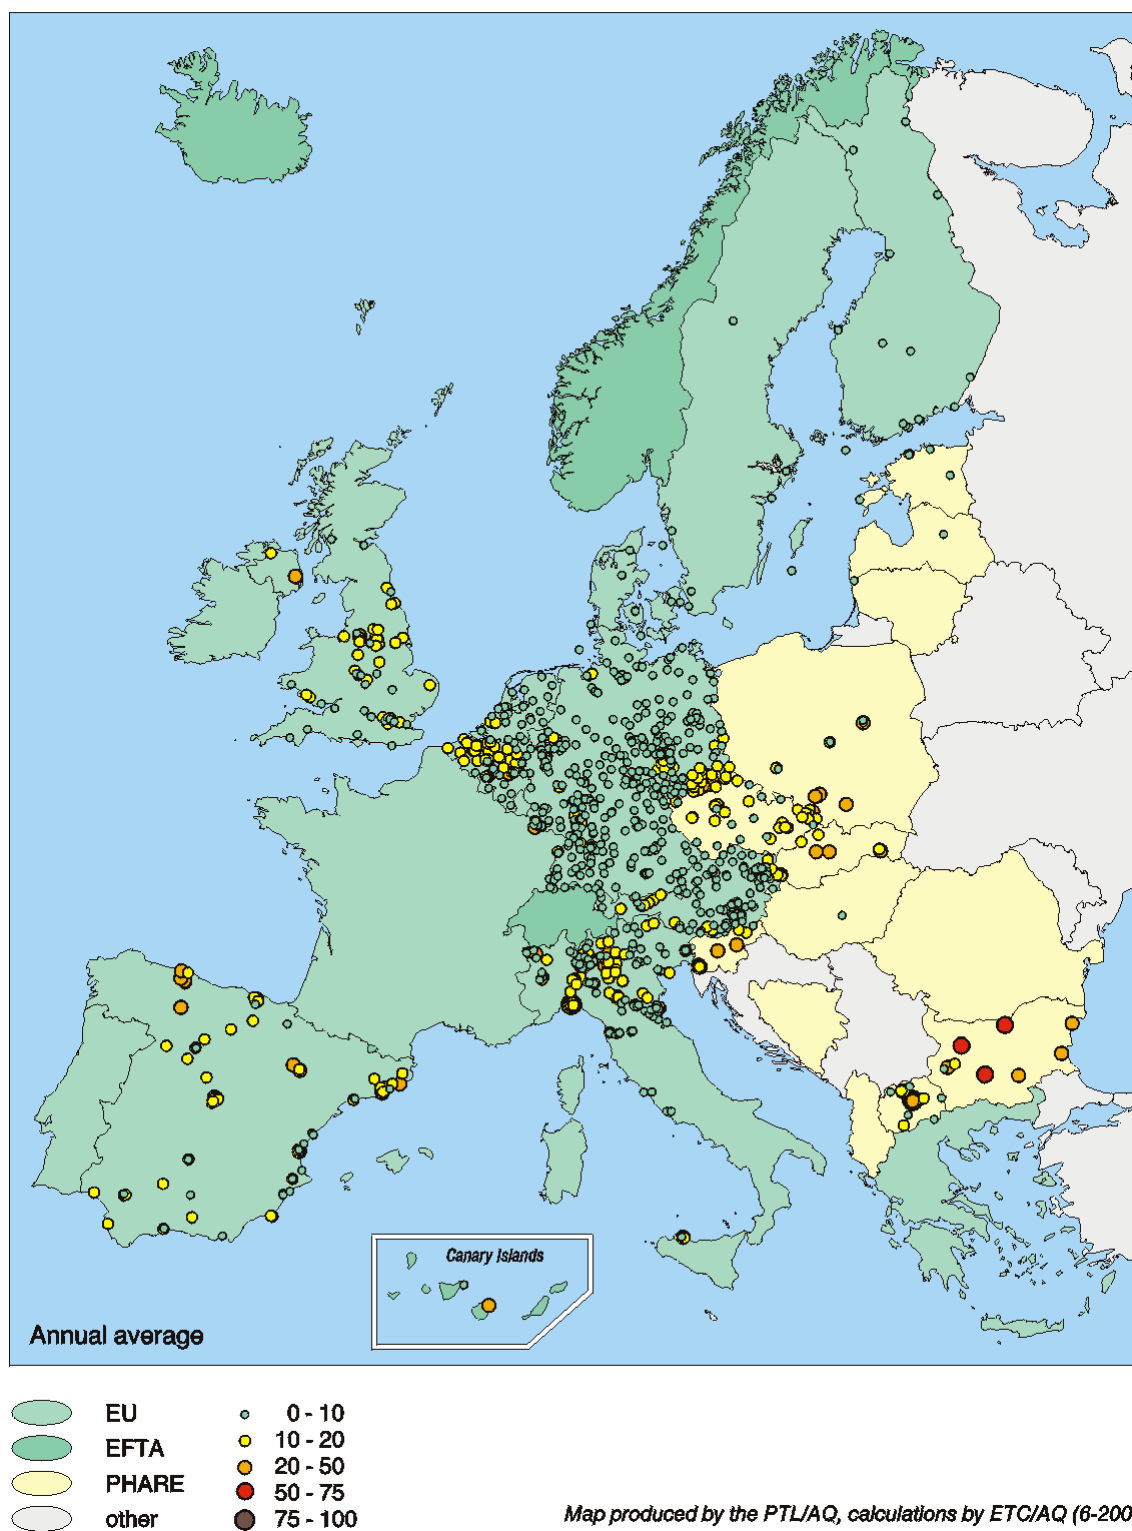 Canary Islands
Annual average
EU
EFTA
PHARE
other
0 - 10
10 - 20
20 - 50
50 - 75
75 - 100
Map produced by the PTL/AQ, calculations by ETC/AQ (6-200